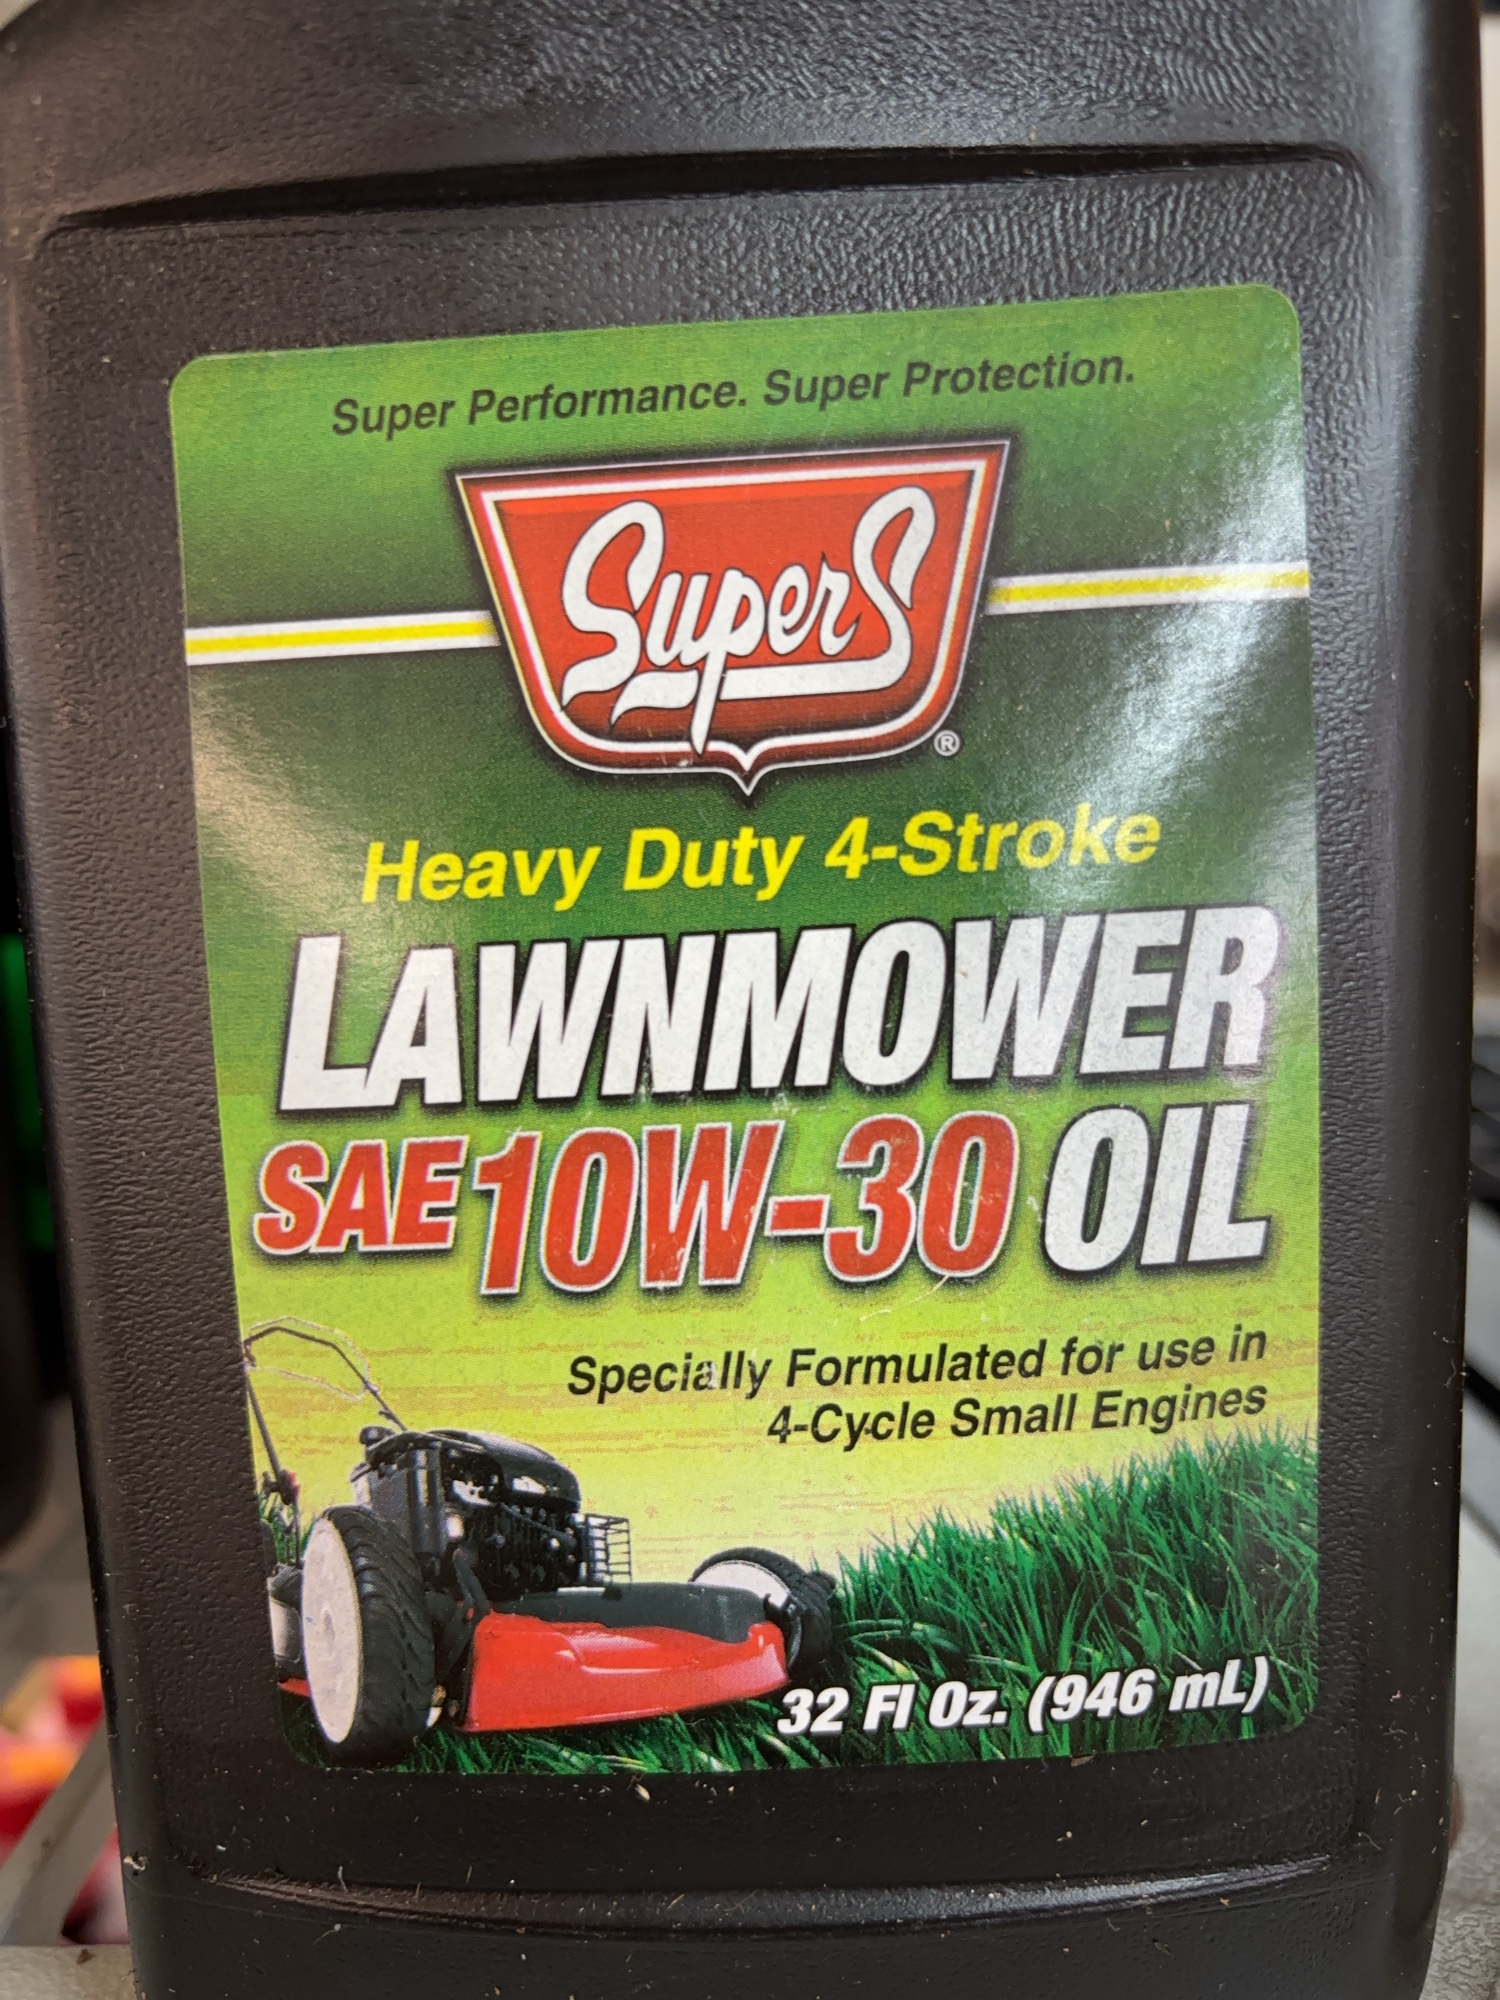 Super Performance. Super Protection.
Super S
®
Heavy Duty 4-Stroke
LAWNMOWER
SAE 10W-30 OIL
Specially Formulated for use in
4-Cycle Small Engines
32 Fl Oz. (946 mL)